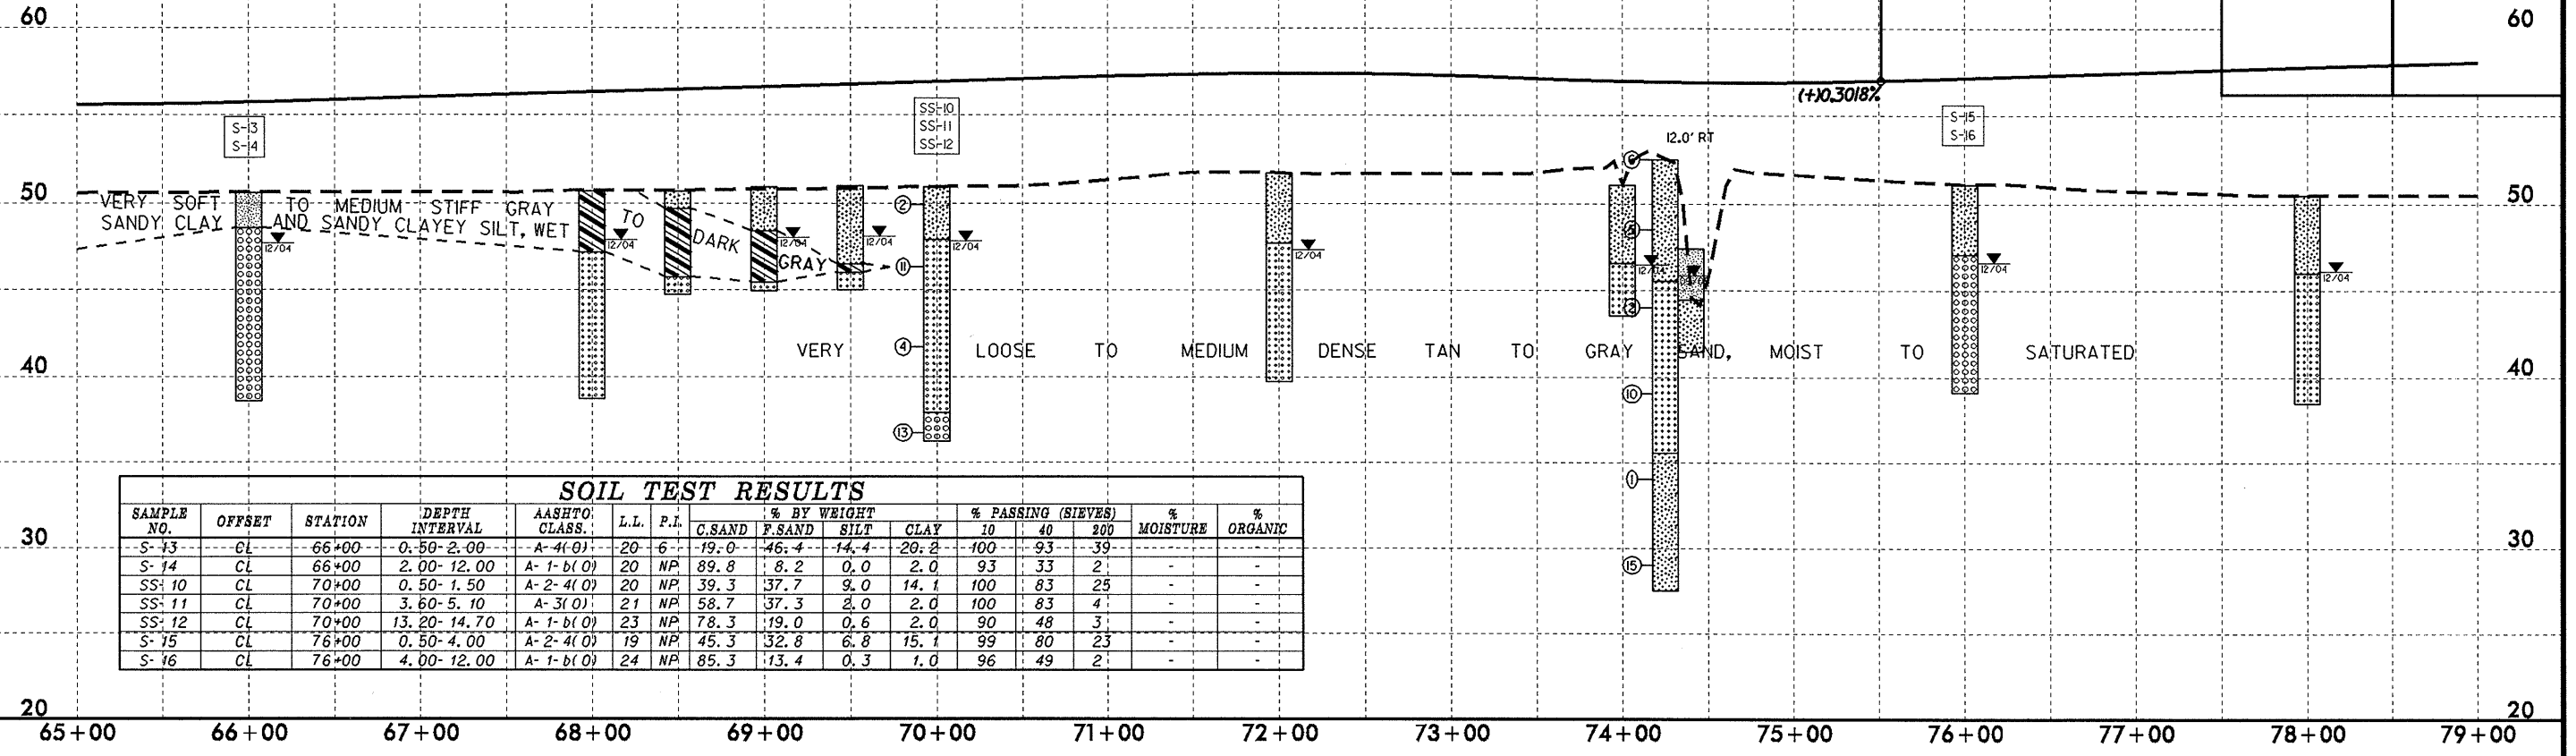 60 60
(+)0.3018%
S-13
S-14
SS-10
SS-11
SS-12
S-15
S-16
12.0' RT
50 50
VERY SOFT TO MEDIUM STIFF GRAY TO DARK GRAY
SANDY CLAY AND SANDY CLAYEY SILT, WET
12/04 12/04 12/04 12/04 12/04 12/04 12/04 12/04 12/04
2
11
4
13
6
5
2
10
1
15
VERY LOOSE TO MEDIUM DENSE TAN TO GRAY SAND, MOIST TO SATURATED
40 40
SOIL TEST RESULTS
SAMPLE NO. OFFSET STATION DEPTH INTERVAL AASHTO CLASS. L.L. P.I. % BY WEIGHT % PASSING (SIEVES) % MOISTURE % ORGANIC
C.SAND F.SAND SILT CLAY 10 40 200
S-13 CL 66+00 0.50-2.00 A-4(0) 20 6 19.0 46.4 14.4 20.2 100 93 39 - -
S-14 CL 66+00 2.00-12.00 A-1-b(0) 20 NP 89.8 8.2 0.0 2.0 93 33 2 - -
SS-10 CL 70+00 0.50-1.50 A-2-4(0) 20 NP 39.3 37.7 9.0 14.1 100 83 25 - -
SS-11 CL 70+00 3.60-5.10 A-3(0) 21 NP 58.7 37.3 2.0 2.0 100 83 4 - -
SS-12 CL 70+00 13.20-14.70 A-1-b(0) 23 NP 78.3 19.0 0.6 2.0 90 48 3 - -
S-15 CL 76+00 0.50-4.00 A-2-4(0) 19 NP 45.3 32.8 6.8 15.1 99 80 23 - -
S-16 CL 76+00 4.00-12.00 A-1-b(0) 24 NP 85.3 13.4 0.3 1.0 96 49 2 - -
30 30
20 20
65+00 66+00 67+00 68+00 69+00 70+00 71+00 72+00 73+00 74+00 75+00 76+00 77+00 78+00 79+00